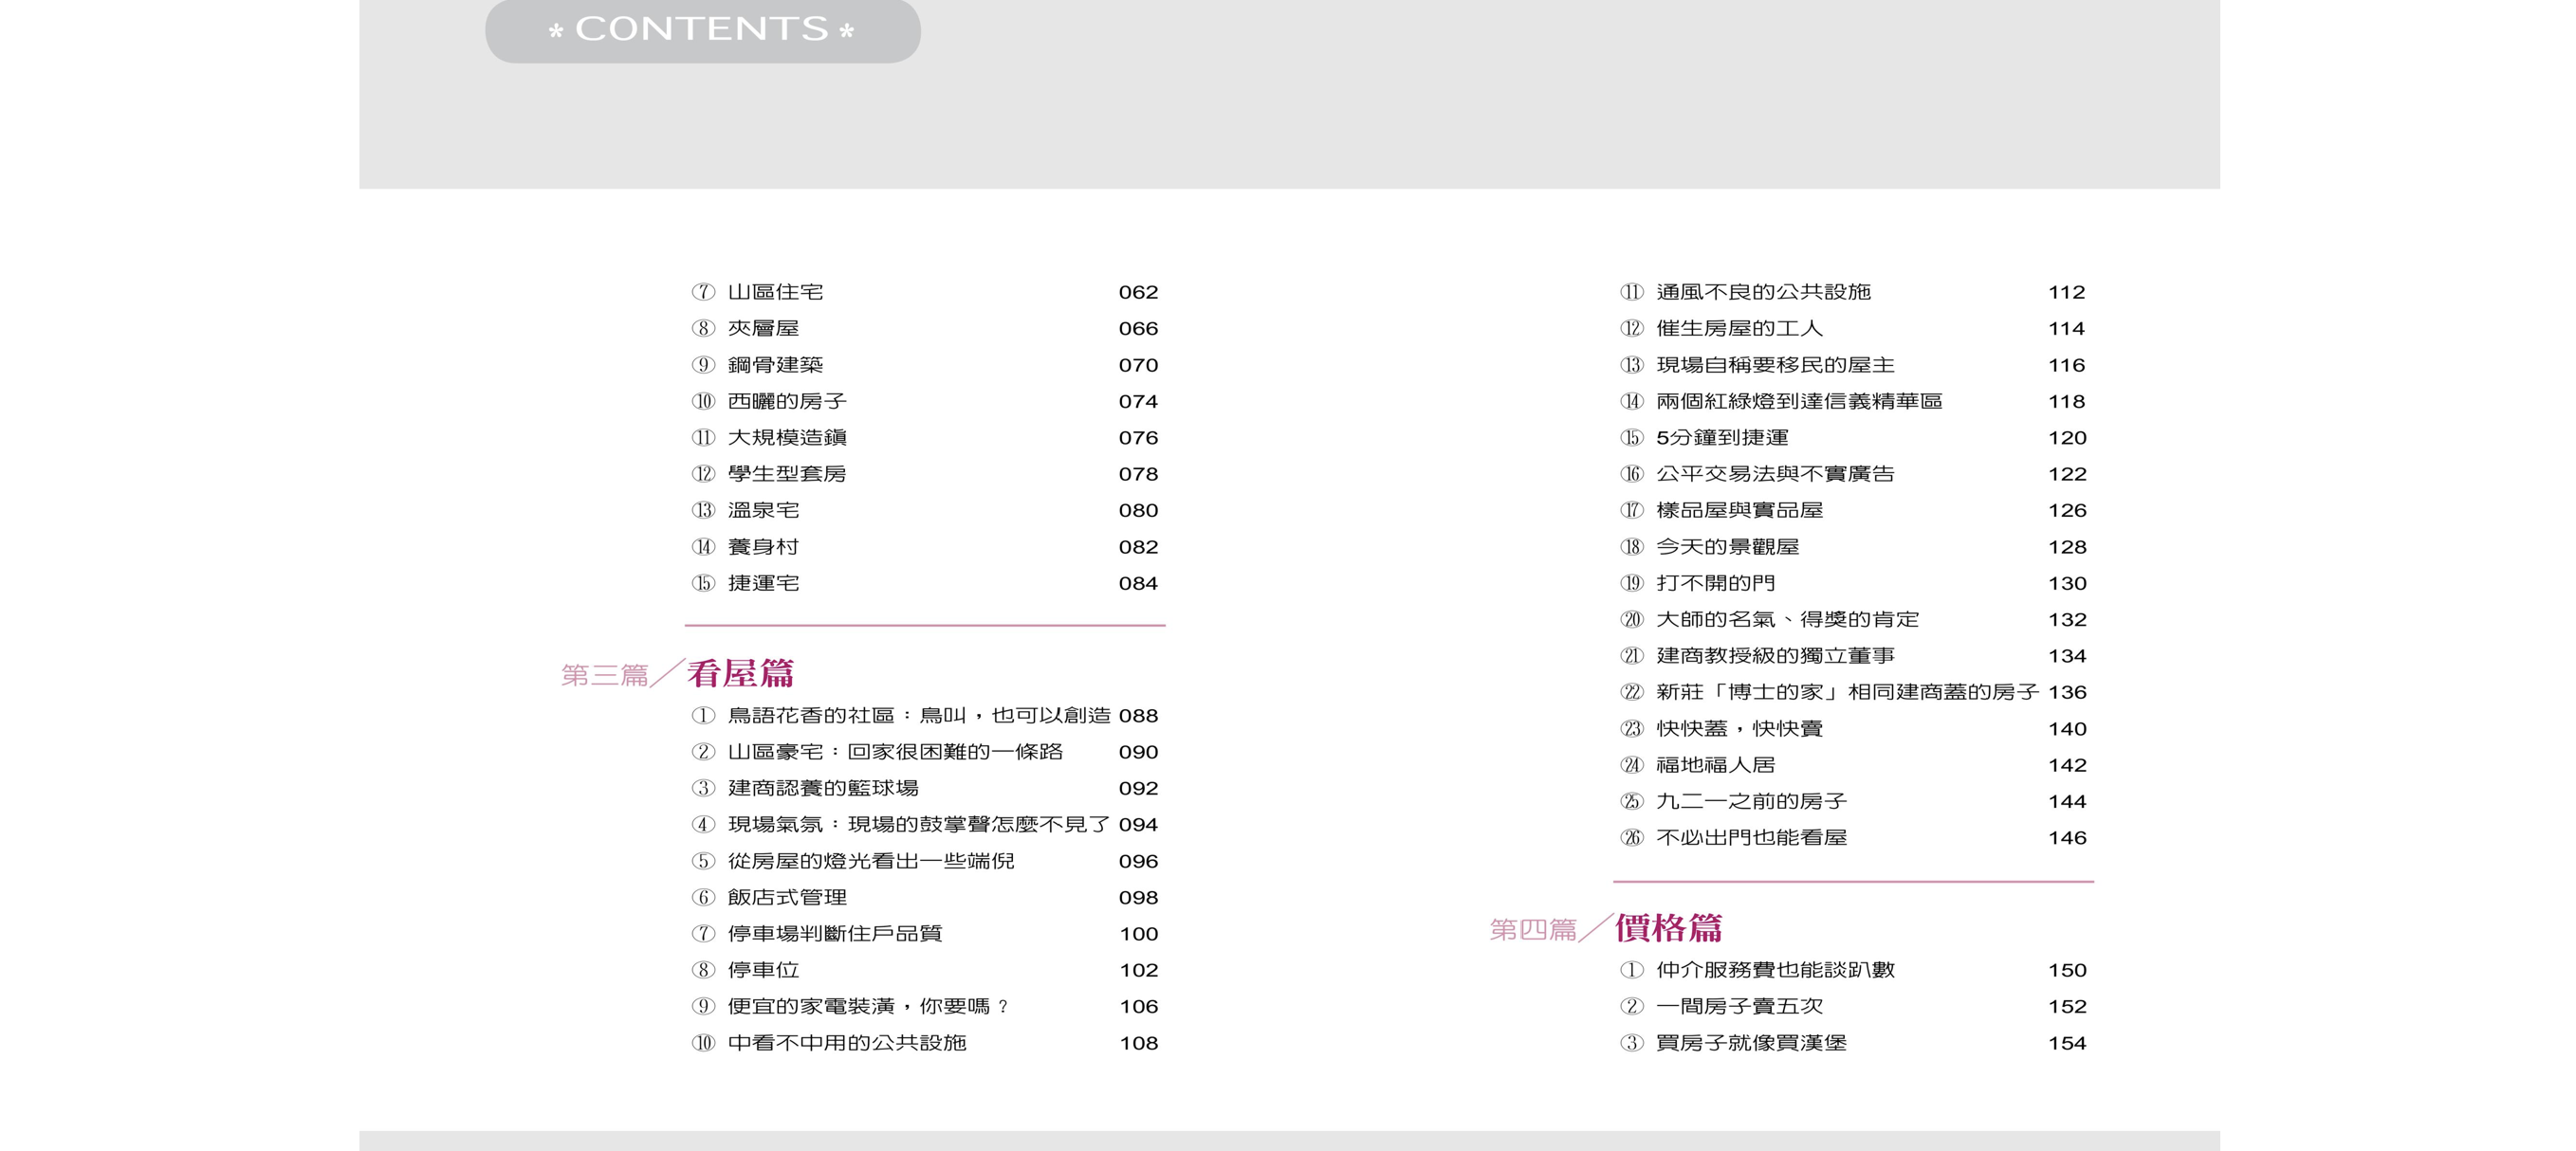 * CONTENTS *
⑦ 山區住宅 062
⑧ 夾層屋 066
⑨ 鋼骨建築 070
⑩ 西曬的房子 074
⑪ 大規模造鎮 076
⑫ 學生型套房 078
⑬ 溫泉宅 080
⑭ 養身村 082
⑮ 捷運宅 084
第三篇／看屋篇
① 鳥語花香的社區：鳥叫，也可以創造 088
② 山區豪宅：回家很困難的一條路 090
③ 建商認養的籃球場 092
④ 現場氣氛：現場的鼓掌聲怎麼不見了 094
⑤ 從房屋的燈光看出一些端倪 096
⑥ 飯店式管理 098
⑦ 停車場判斷住戶品質 100
⑧ 停車位 102
⑨ 便宜的家電裝潢，你要嗎？ 106
⑩ 中看不中用的公共設施 108
⑪ 通風不良的公共設施 112
⑫ 催生房屋的工人 114
⑬ 現場自稱要移民的屋主 116
⑭ 兩個紅綠燈到達信義精華區 118
⑮ 5分鐘到捷運 120
⑯ 公平交易法與不實廣告 122
⑰ 樣品屋與實品屋 126
⑱ 今天的景觀屋 128
⑲ 打不開的門 130
⑳ 大師的名氣、得獎的肯定 132
㉑ 建商教授級的獨立董事 134
㉒ 新莊「博士的家」相同建商蓋的房子 136
㉓ 快快蓋，快快賣 140
㉔ 福地福人居 142
㉕ 九二一之前的房子 144
㉖ 不必出門也能看屋 146
第四篇／價格篇
① 仲介服務費也能談趴數 150
② 一間房子賣五次 152
③ 買房子就像買漢堡 154